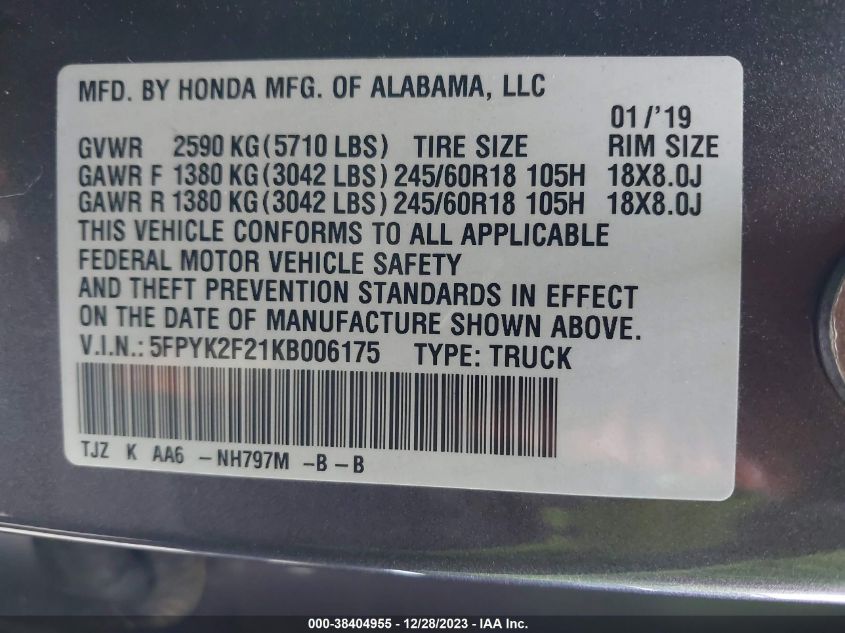 MFD. BY HONDA MFG. OF ALABAMA, LLC
01/'19
GVWR 2590 KG (5710 LBS) TIRE SIZE RIM SIZE
GAWR F 1380 KG (3042 LBS) 245/60R18 105H 18X8.0J
GAWR R 1380 KG (3042 LBS) 245/60R18 105H 18X8.0J
THIS VEHICLE CONFORMS TO ALL APPLICABLE
FEDERAL MOTOR VEHICLE SAFETY
AND THEFT PREVENTION STANDARDS IN EFFECT
ON THE DATE OF MANUFACTURE SHOWN ABOVE.
V.I.N.: 5FPYK2F21KB006175 TYPE: TRUCK
TJZ K AA6 -NH797M -B -B
000-38404955 - 12/28/2023 - IAA Inc.